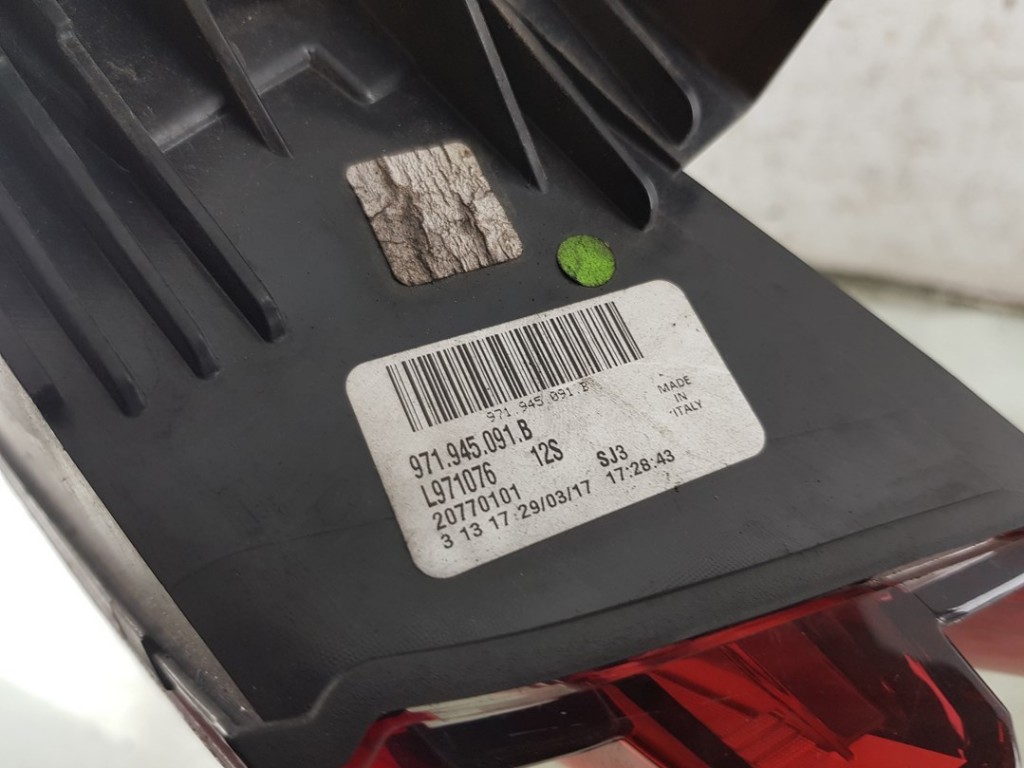 971.945.091.B
MADE
IN
ITALY
971.945.091.B
L971076 12S SJ3
20770101
3 13 17 29/03/17 17:28:43